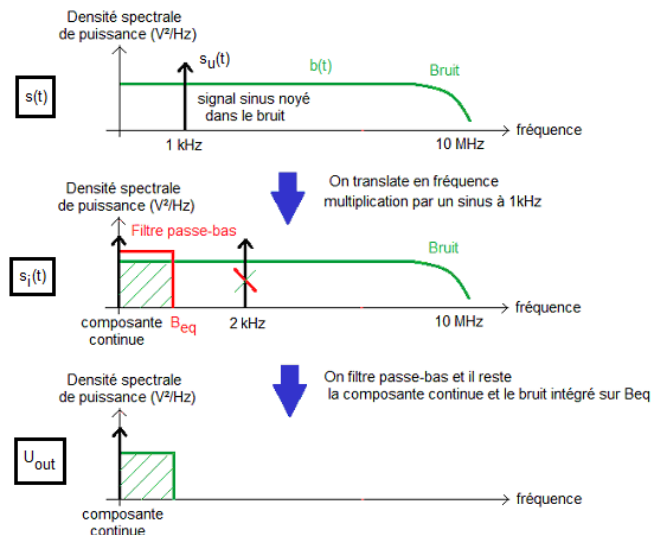 Densité spectrale
de puissance (V²/Hz)
s(t)
su(t)
b(t)
Bruit
signal sinus noyé
dans le bruit
fréquence
1 kHz
10 MHz
On translate en fréquence
multiplication par un sinus à 1kHz
Densité spectrale
de puissance (V²/Hz)
Filtre passe-bas
Bruit
si(t)
fréquence
composante
continue
Beq
2 kHz
10 MHz
On filtre passe-bas et il reste
la composante continue et le bruit intégré sur Beq
Densité spectrale
de puissance (V²/Hz)
Uout
fréquence
composante
continue